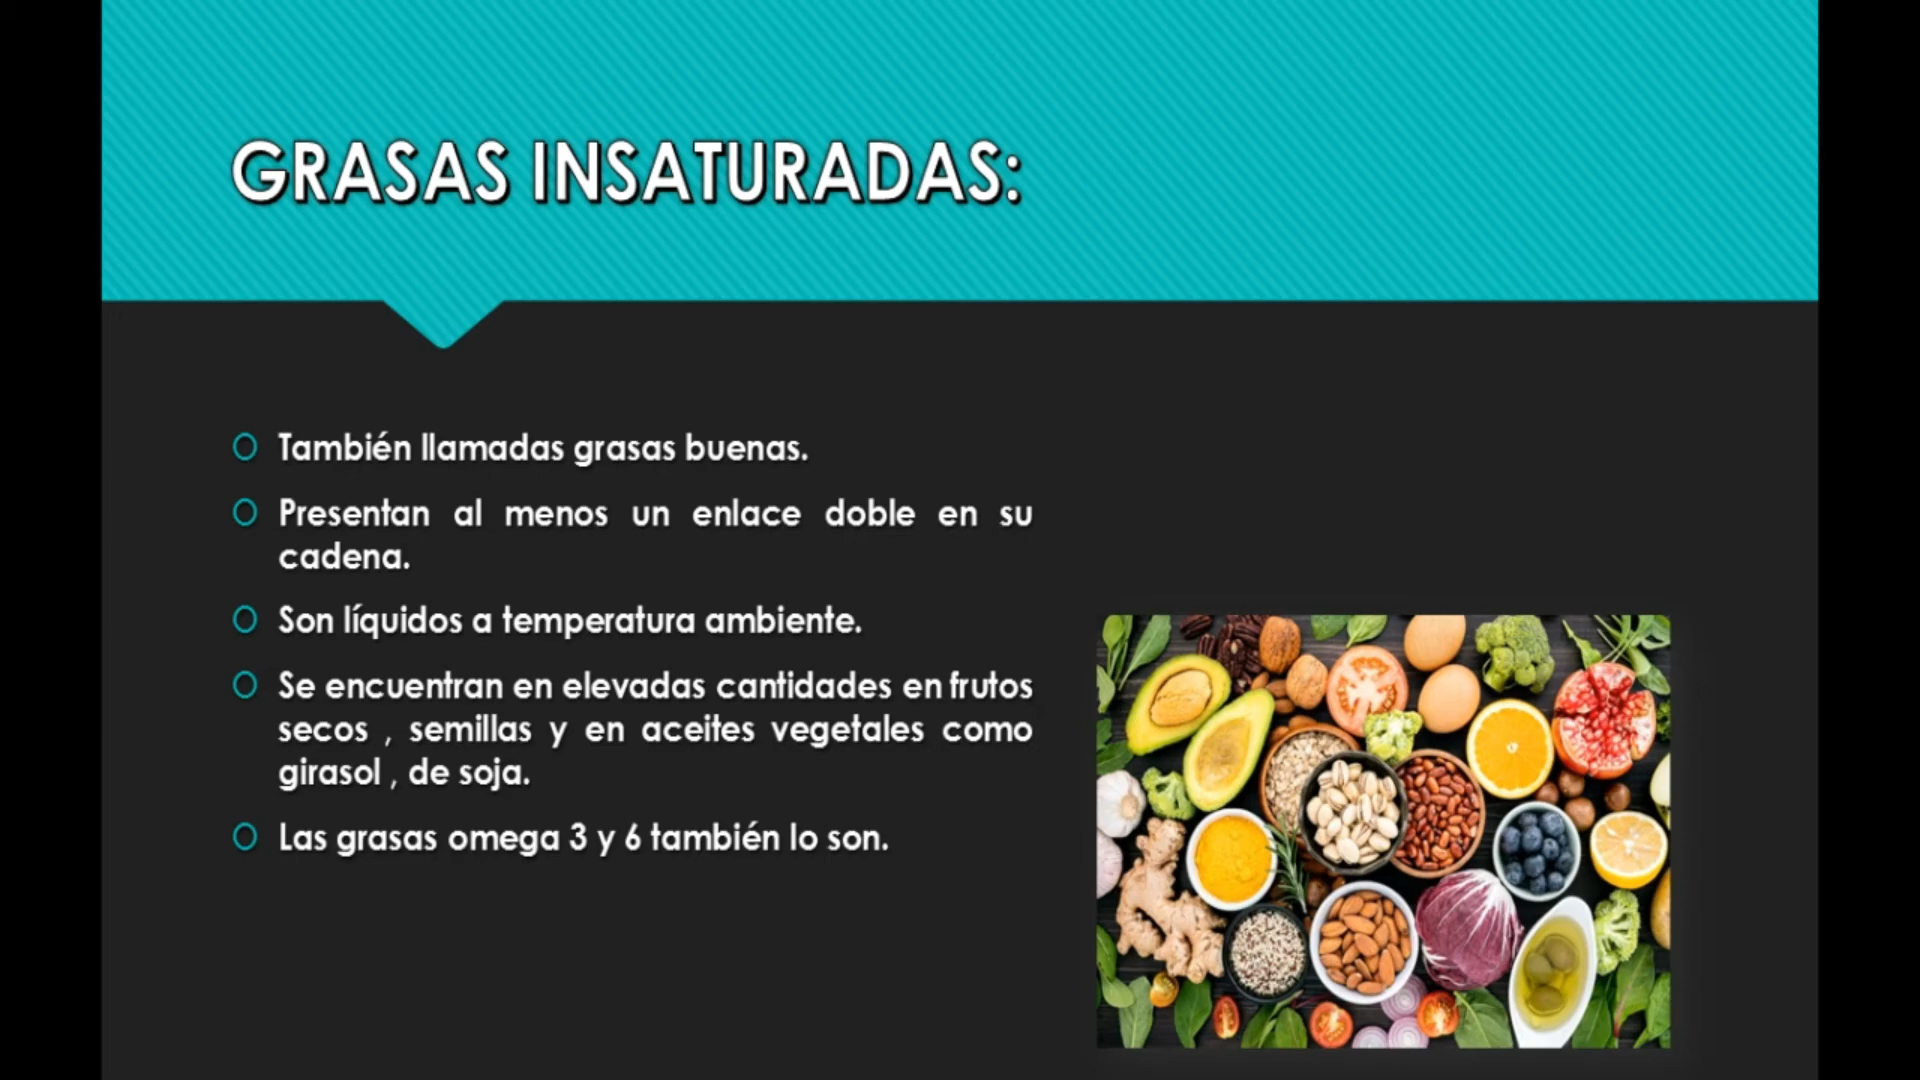 GRASAS INSATURADAS:
También llamadas grasas buenas.
Presentan al menos un enlace doble en su
cadena.
Son líquidos a temperatura ambiente.
Se encuentran en elevadas cantidades en frutos
secos , semillas y en aceites vegetales como
girasol , de soja.
Las grasas omega 3 y 6 también lo son.